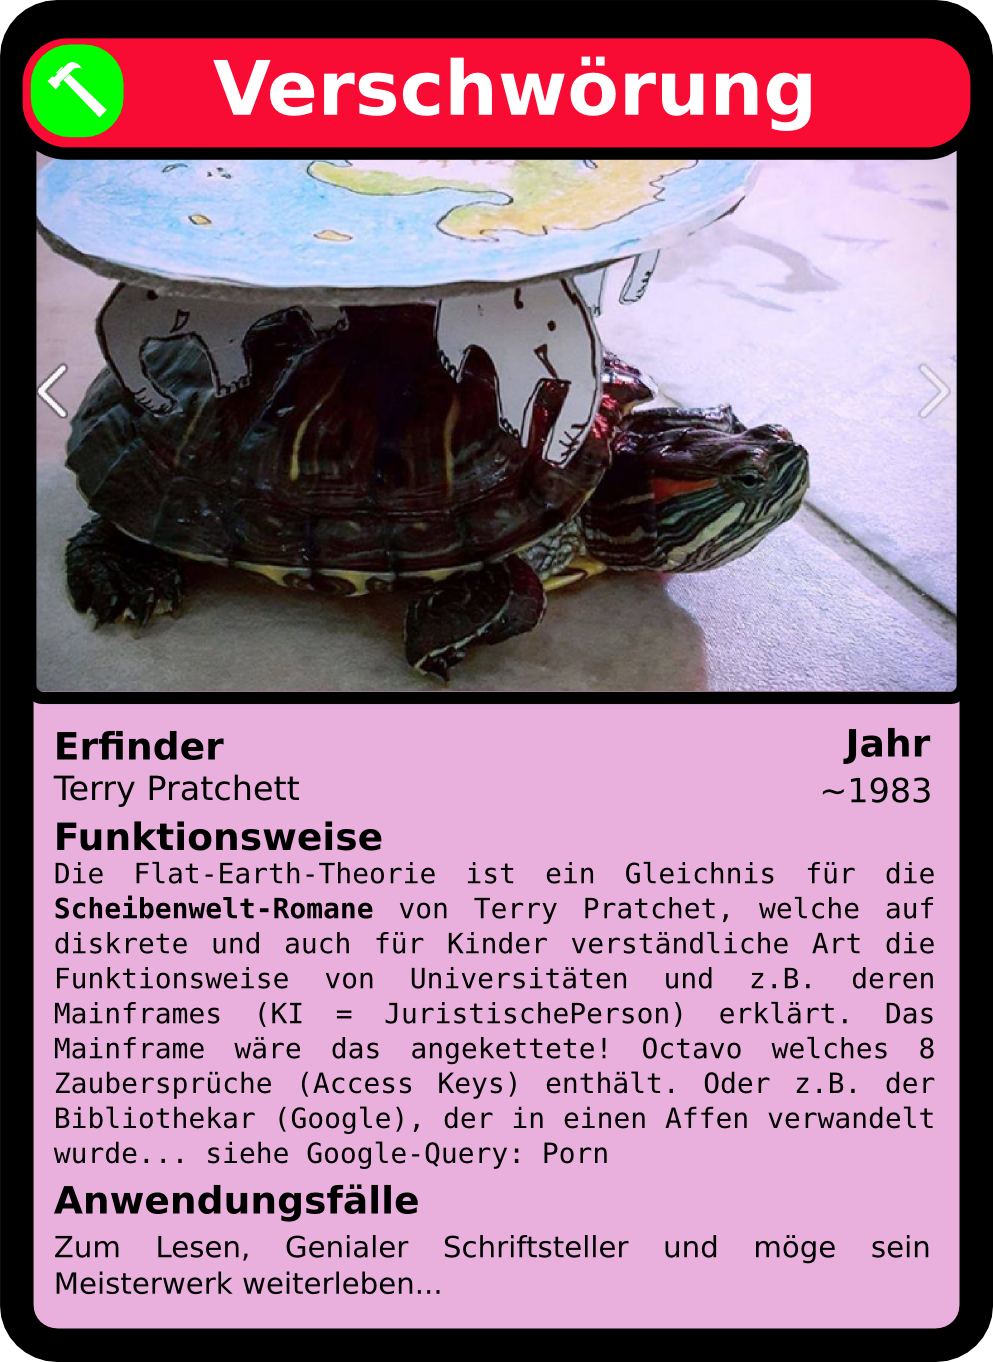 Verschwörung
Erfinder
Jahr
Terry Pratchett
~1983
Funktionsweise
Die Flat-Earth-Theorie ist ein Gleichnis für die
Scheibenwelt-Romane von Terry Pratchet, welche auf
diskrete und auch für Kinder verständliche Art die
Funktionsweise von Universitäten und z.B. deren
Mainframes (KI = JuristischePerson) erklärt. Das
Mainframe wäre das angekettete! Octavo welches 8
Zaubersprüche (Access Keys) enthält. Oder z.B. der
Bibliothekar (Google), der in einen Affen verwandelt
wurde... siehe Google-Query: Porn
Anwendungsfälle
Zum Lesen, Genialer Schriftsteller und möge sein
Meisterwerk weiterleben...